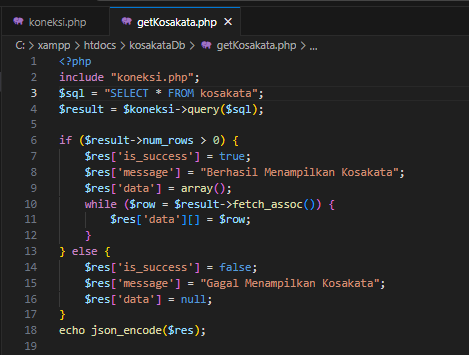 koneksi.php getKosakata.php ×
C: > xampp > htdocs > kosakataDb > getKosakata.php > ...
1 <?php
2 include "koneksi.php";
3 $sql = "SELECT * FROM kosakata";
4 $result = $koneksi->query($sql);
5
6 if ($result->num_rows > 0) {
7     $res['is_success'] = true;
8     $res['message'] = "Berhasil Menampilkan Kosakata";
9     $res['data'] = array();
10     while ($row = $result->fetch_assoc()) {
11         $res['data'][] = $row;
12     }
13 } else {
14     $res['is_success'] = false;
15     $res['message'] = "Gagal Menampilkan Kosakata";
16     $res['data'] = null;
17 }
18 echo json_encode($res);
19